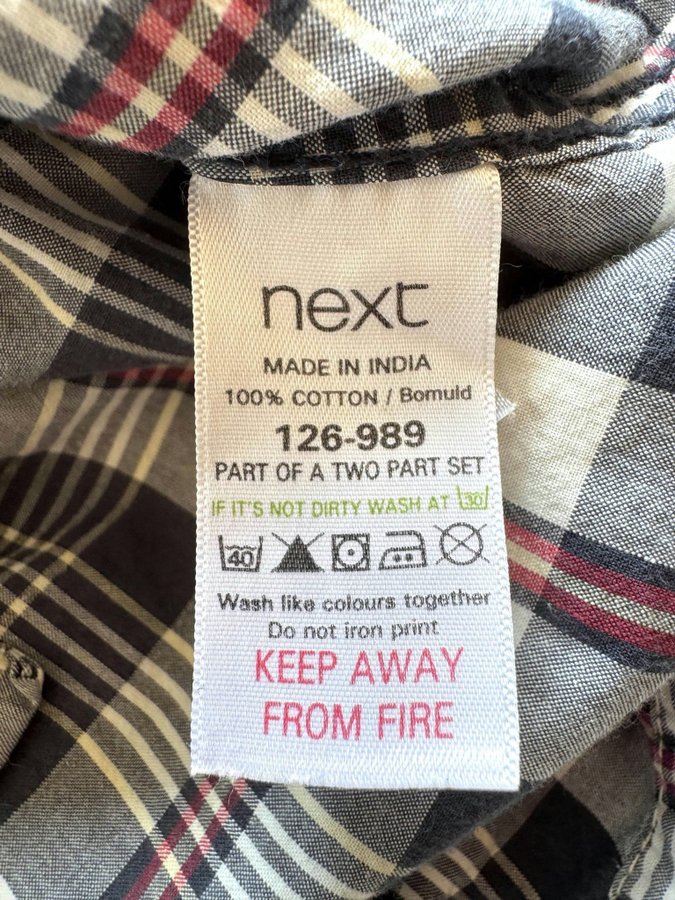 next
MADE IN INDIA
100% COTTON / Bomuld
126-989
PART OF A TWO PART SET
IF IT'S NOT DIRTY WASH AT 30
40
Wash like colours together
Do not iron print
KEEP AWAY
FROM FIRE